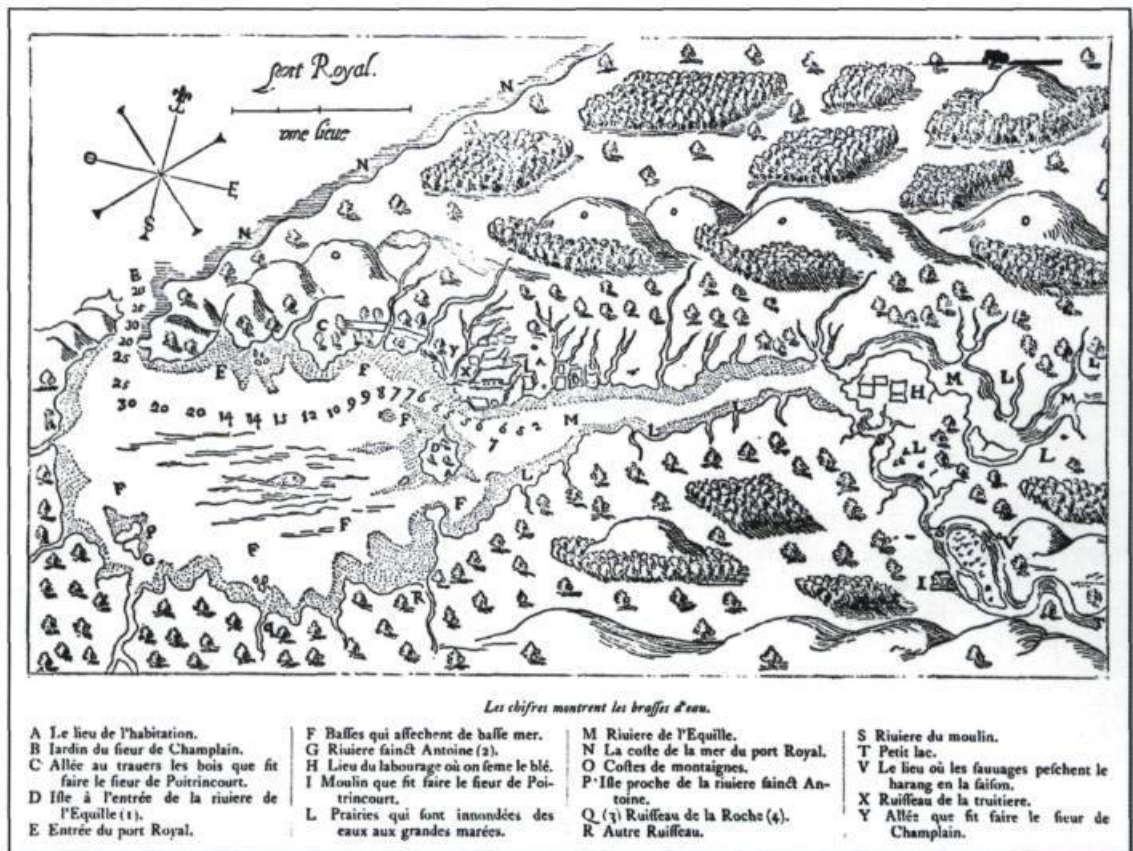 port Royal.
vne lieue
Les chifres montrent les brasses d'eau.
A Le lieu de l'habitation.
B Iardin du sieur de Champlain.
C Allée au trauers les bois que fit
faire le sieur de Poitrincourt.
D Isle à l'entrée de la riuiere de
l'Equille (1).
E Entrée du port Royal.
F Basses qui assechent de basse mer.
G Riuiere sainct Antoine (2).
H Lieu du labourage où on seme le blé.
I Moulin que fit faire le sieur de Poi-
trincourt.
L Prairies qui sont innondées des
eaux aux grandes marées.
M Riuiere de l'Equille.
N La coste de la mer du port Royal.
O Costes de montaignes.
P Isle proche de la riuiere sainct An-
toine.
Q (3) Ruisseau de la Roche (4).
R Autre Ruisseau.
S Riuiere du moulin.
T Petit lac.
V Le lieu où les sauuages peschent le
harang en la saison.
X Ruisseau de la truitiere.
Y Allée que fit faire le sieur de
Champlain.